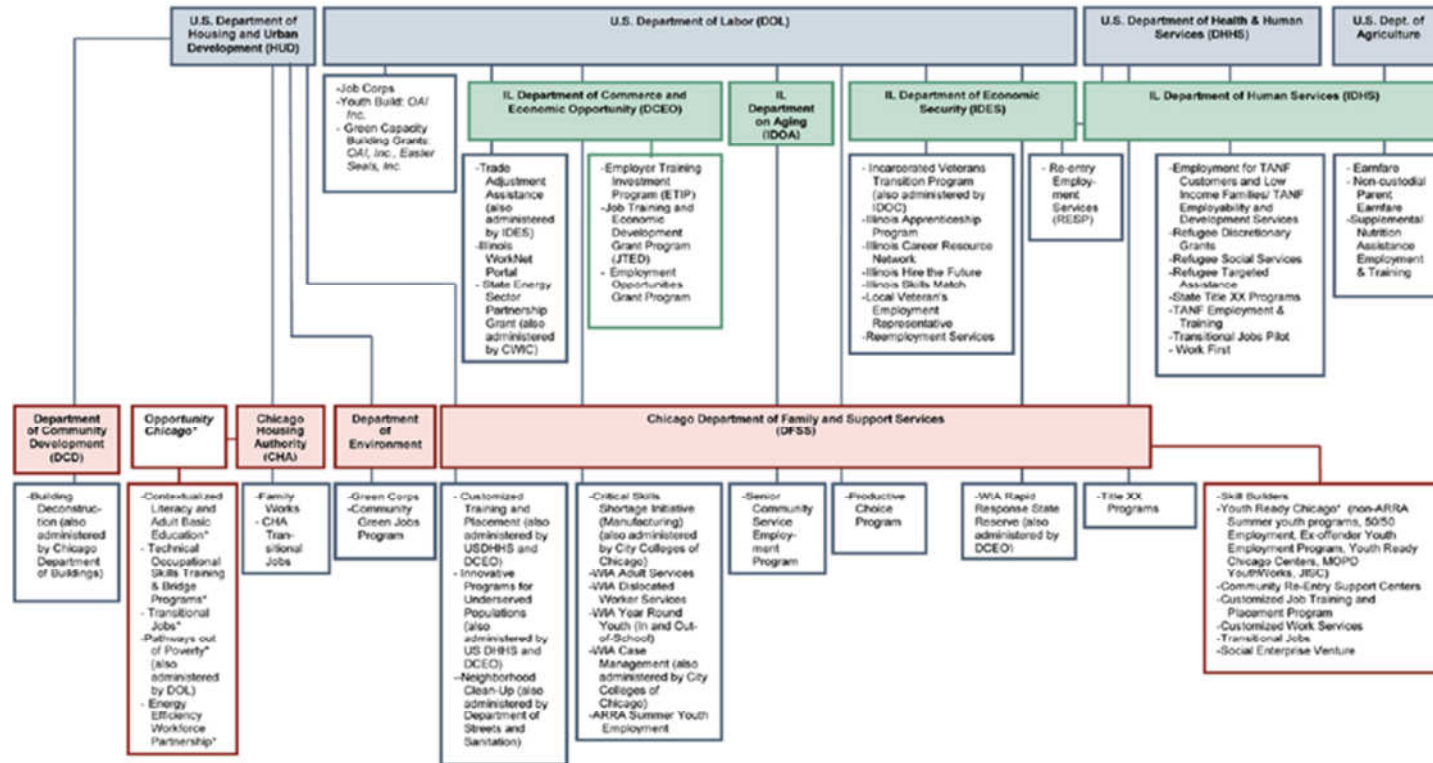 U.S. Department of
Housing and Urban
Development (HUD)
U.S. Department of Labor (DOL)
U.S. Department of Health & Human
Services (DHHS)
U.S. Dept. of
Agriculture
-Job Corps
-Youth Build: OAI
Inc.
- Green Capacity
Building Grants:
OAI, Inc., Easter
Seals, Inc.
IL Department of Commerce and
Economic Opportunity (DCEO)
IL
Department
on Aging
(IDOA)
IL Department of Economic
Security (IDES)
IL Department of Human Services (IDHS)
- Trade
Adjustment
Assistance
(also
administered
by IDES)
-Illinois
WorkNet
Portal
- State Energy
Sector
Partnership
Grant (also
administered
by CWIC)
- Employer Training
Investment
Program (ETIP)
- Job Training and
Economic
Development
Grant Program
(JTED)
- Employment
Opportunities
Grant Program
- Incarcerated Veterans
Transition Program
(also administered by
IDOC)
-Illinois Apprenticeship
Program
-Illinois Career Resource
Network
-Illinois Hire the Future
-Illinois Skills Match
-Local Veteran's
Employment
Representative
-Reemployment Services
- Re-entry
Employ-
ment
Services
(RESP)
-Employment for TANF
Customers and Low
Income Families/ TANF
Employability and
Development Services
-Refugee Discretionary
Grants
-Refugee Social Services
-Refugee Targeted
Assistance
-State Title XX Programs
-TANF Employment &
Training
-Transitional Jobs Pilot
- Work First
- Earnfare
- Non-custodial
Parent
Earnfare
-Supplemental
Nutrition
Assistance
Employment
& Training
Department
of Community
Development
(DCD)
Opportunity
Chicago*
Chicago
Housing
Authority
(CHA)
Department
of
Environment
Chicago Department of Family and Support Services
(DFSS)
-Building
Deconstruc-
tion (also
administered
by Chicago
Department
of Buildings)
-Contextualized
Literacy and
Adult Basic
Education*
- Technical
Occupational
Skills Training
& Bridge
Programs*
- Transitional
Jobs*
-Pathways out
of Poverty*
(also
administered
by DOL)
- Energy
Efficiency
Workforce
Partnership*
-Family
Works
- CHA
Tran-
sitional
Jobs
-Green Corps
-Community
Green Jobs
Program
- Customized
Training and
Placement (also
administered by
USDHHS and
DCEO)
- Innovative
Programs for
Underserved
Populations
(also
administered by
US DHHS and
DCEO)
-Neighborhood
Clean-Up (also
administered by
Department of
Streets and
Sanitation)
-Critical Skills
Shortage Initiative
(Manufacturing)
(also administered
by City Colleges of
Chicago)
-WIA Adult Services
-WIA Dislocated
Worker Services
-WIA Year Round
Youth (In and Out-
of-School)
-WIA Case
Management (also
administered by City
Colleges of
Chicago)
-ARRA Summer Youth
Employment
-Senior
Community
Service
Employ-
ment
Program
-Productive
Choice
Program
-WIA Rapid
Response State
Reserve (also
administered by
DCEO)
-Title XX
Programs
-Skill Builders
-Youth Ready Chicago* (non-ARRA
Summer youth programs, 50/50
Employment, Ex-offender Youth
Employment Program, Youth Ready
Chicago Centers, MOPD
YouthWorks, JISC)
-Community Re-Entry Support Centers
-Customized Job Training and
Placement Program
-Customized Work Services
-Transitional Jobs
-Social Enterprise Venture